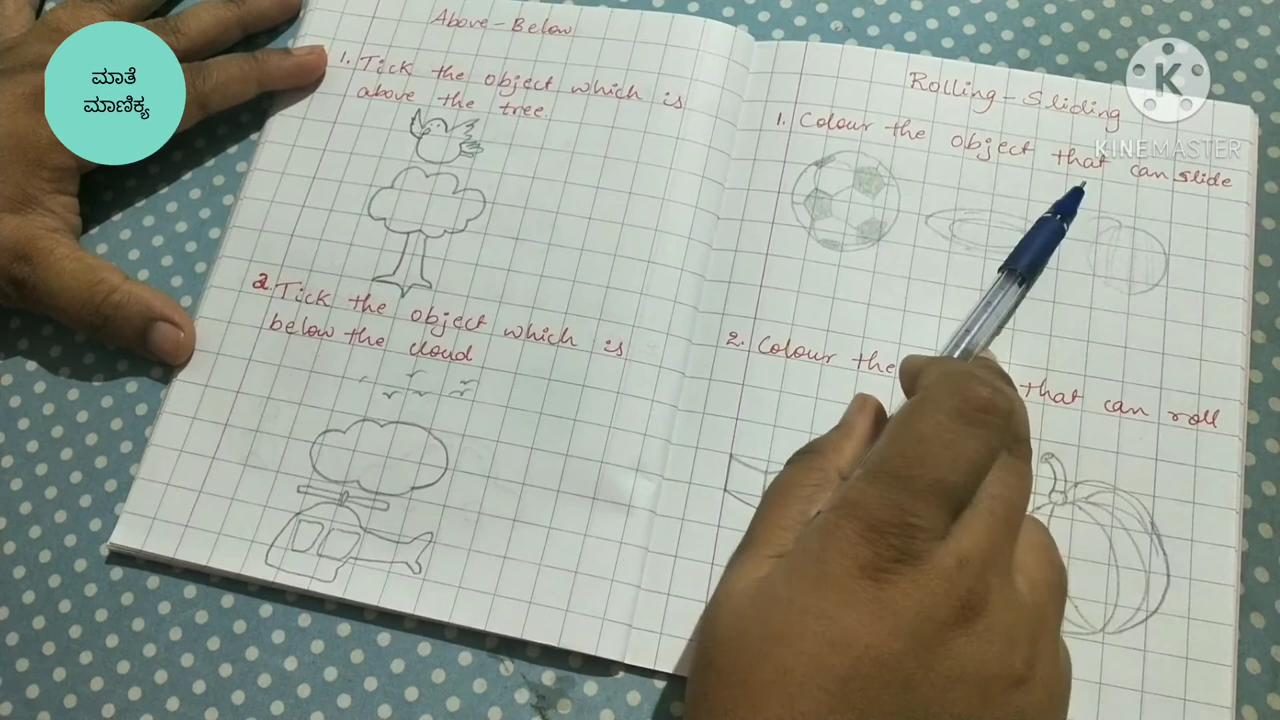 ಮಾತೆ
ಮಾಣಿಕ್ಯ
Above-Below
1. Tick the object which is
above the tree.
2. Tick the object which is
below the cloud
Rolling-Sliding
1. Colour the object that can slide
2. Colour the that can roll
K
KINEMASTER